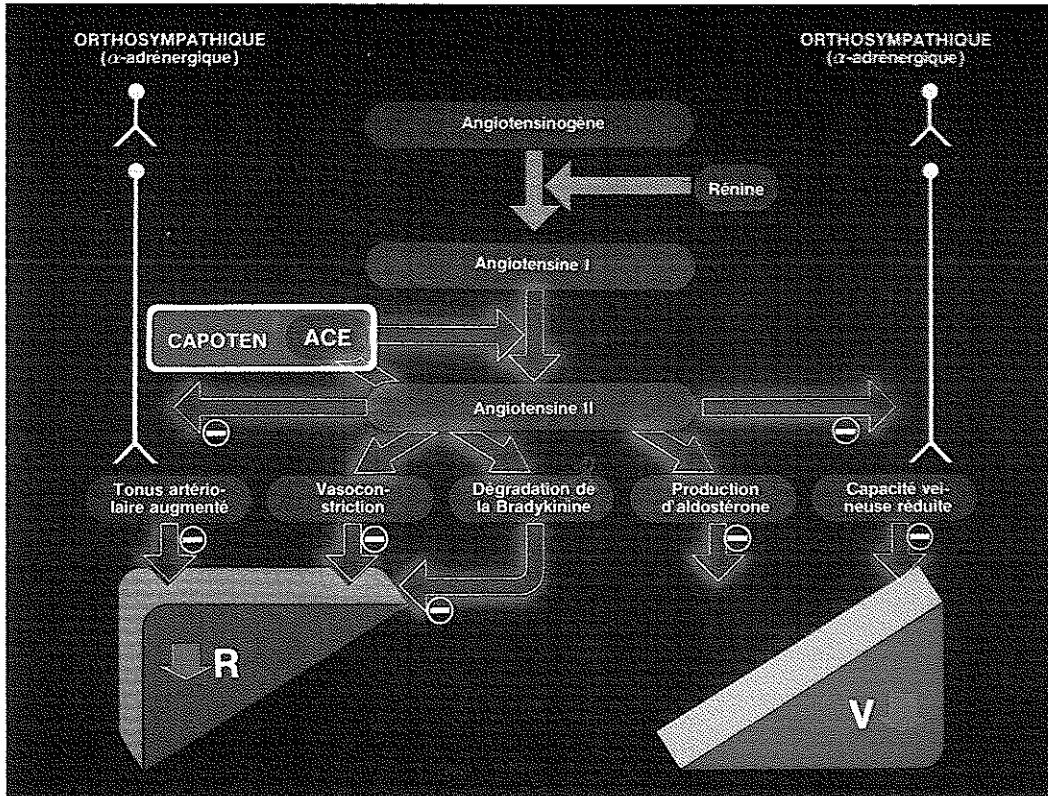 ORTHOSYMPATHIQUE
(α-adrénergique)
ORTHOSYMPATHIQUE
(α-adrénergique)
Angiotensinogène
Rénine
Angiotensine I
CAPOTEN ACE
Angiotensine II
Tonus artério-
laire augmenté
Vasocon-
striction
Dégradation de
la Bradykinine
Production
d'aldostérone
Capacité vei-
neuse réduite
R
V